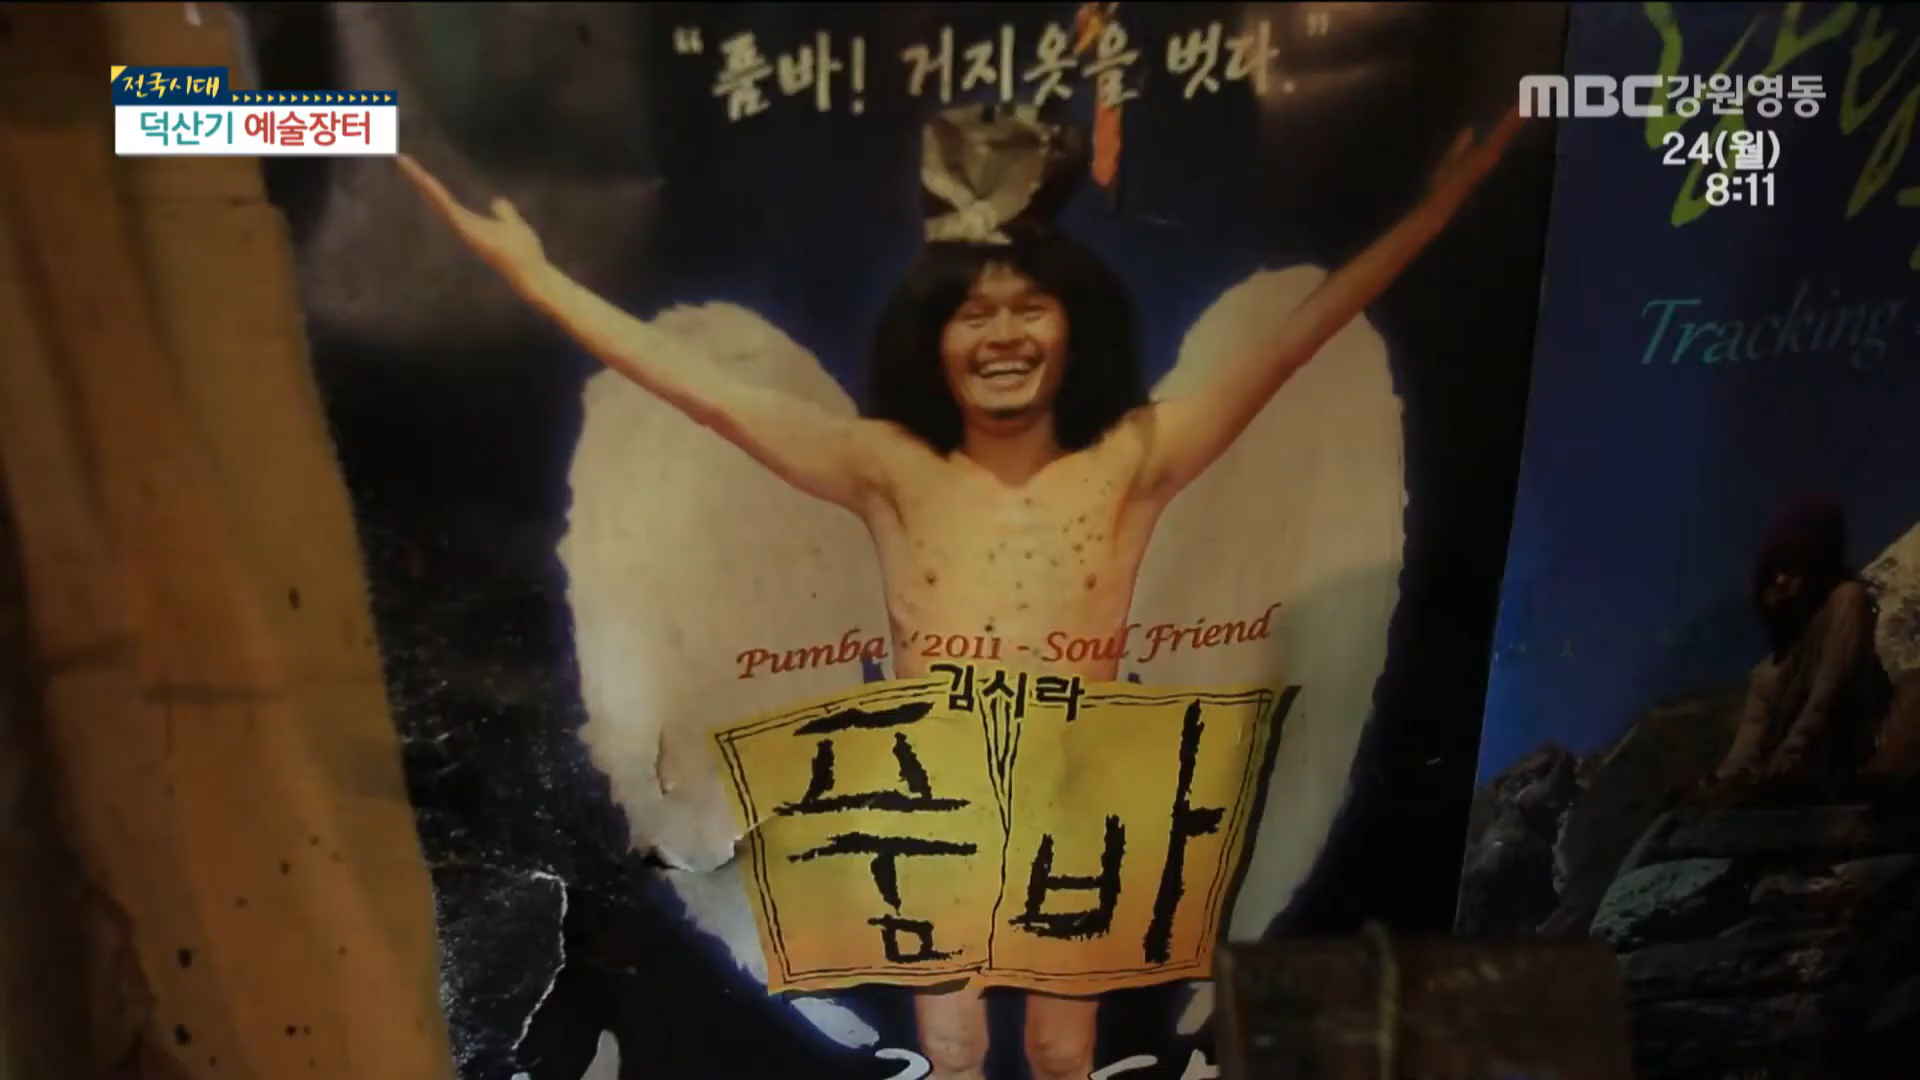 전국시대
덕산기 예술장터
MBC강원영동
24(월)
8:11
“품바! 거지옷을 벗다.”
Tracking
Pumba ‘2011 - Soul Friend
김시라
품바